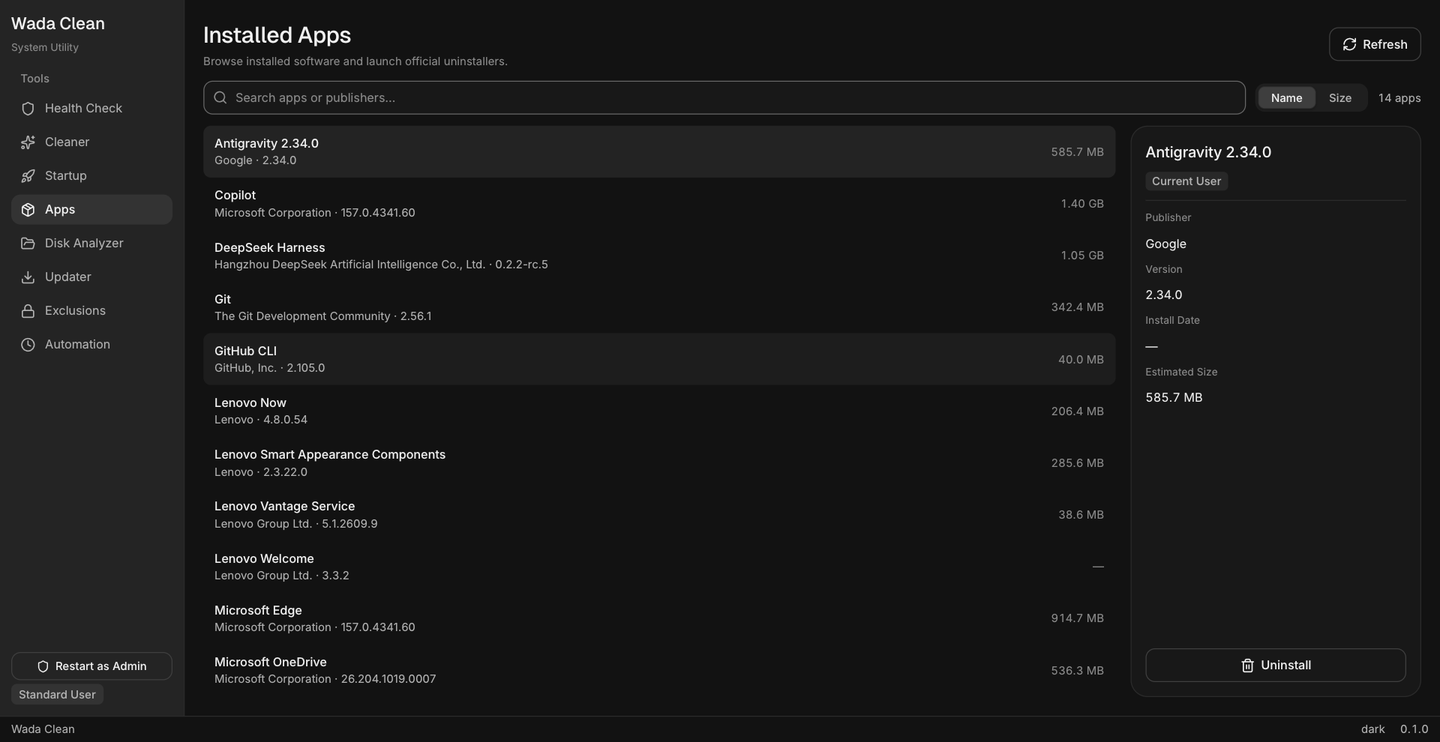 Wada Clean
System Utility
Tools
Health Check
Cleaner
Startup
Apps
Disk Analyzer
Updater
Exclusions
Automation
Restart as Admin
Standard User
Installed Apps
Browse installed software and launch official uninstallers.
Refresh
Search apps or publishers...
Name Size 14 apps
Antigravity 2.34.0
Google · 2.34.0
585.7 MB
Copilot
Microsoft Corporation · 157.0.4341.60
1.40 GB
DeepSeek Harness
Hangzhou DeepSeek Artificial Intelligence Co., Ltd. · 0.2.2-rc.5
1.05 GB
Git
The Git Development Community · 2.56.1
342.4 MB
GitHub CLI
GitHub, Inc. · 2.105.0
40.0 MB
Lenovo Now
Lenovo · 4.8.0.54
206.4 MB
Lenovo Smart Appearance Components
Lenovo · 2.3.22.0
285.6 MB
Lenovo Vantage Service
Lenovo Group Ltd. · 5.1.2609.9
38.6 MB
Lenovo Welcome
Lenovo Group Ltd. · 3.3.2
—
Microsoft Edge
Microsoft Corporation · 157.0.4341.60
914.7 MB
Microsoft OneDrive
Microsoft Corporation · 26.204.1019.0007
536.3 MB
Antigravity 2.34.0
Current User
Publisher
Google
Version
2.34.0
Install Date
—
Estimated Size
585.7 MB
Uninstall
Wada Clean
dark 0.1.0